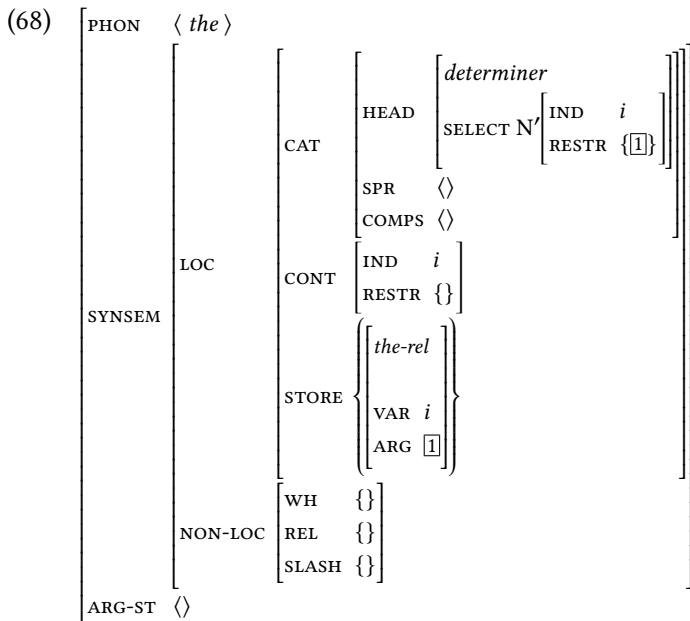 (68)
PHON ⟨ the ⟩
determiner
HEAD
IND i
SELECT N′
RESTR {1}
CAT
SPR ⟨⟩
COMPS ⟨⟩
LOC
IND i
CONT
RESTR {}
SYNSEM
the-rel
STORE
VAR i
ARG 1
WH {}
NON-LOC REL {}
SLASH {}
ARG-ST ⟨⟩